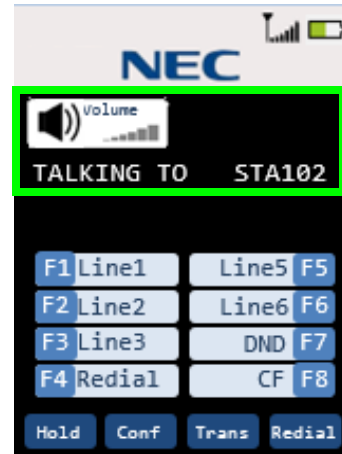 NEC
Volume
TALKING TO STA102
F1 Line1 Line5 F5
F2 Line2 Line6 F6
F3 Line3 DND F7
F4 Redial CF F8
Hold Conf Trans Redial